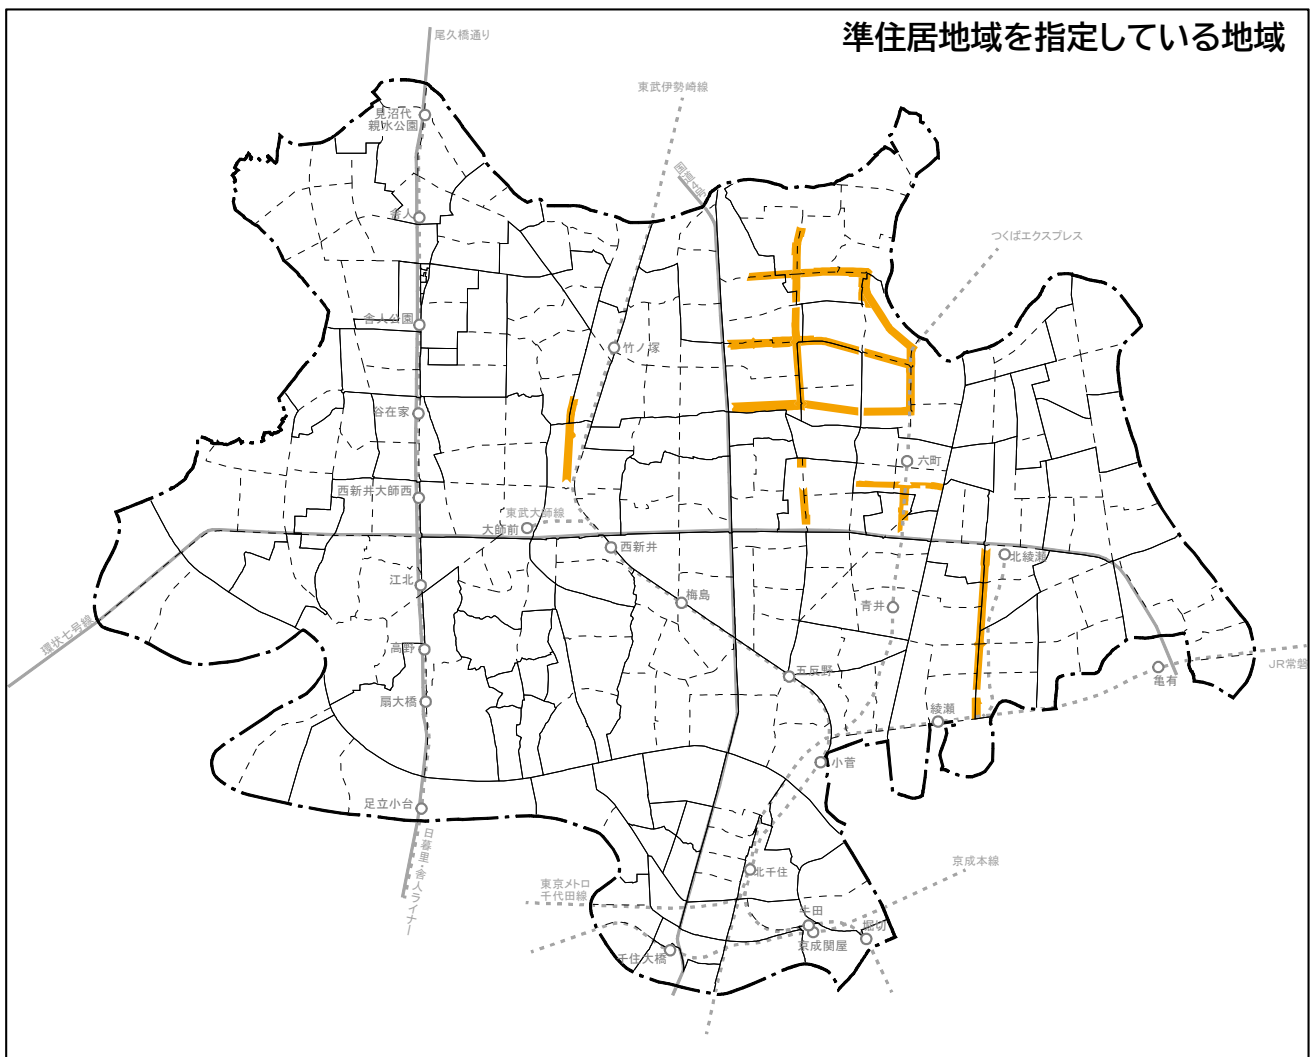 準住居地域を指定している地域
尾久橋通り
東武伊勢崎線
見沼代
親水公園
国道4号
舎人
つくばエクスプレス
舎人公園
竹ノ塚
谷在家
六町
西新井大師西
東武大師線
大師前
西新井
北綾瀬
江北
梅島
青井
環状七号線
高野
五反野
JR常磐
亀有
扇大橋
綾瀬
小菅
足立小台
日暮里・舎人ライナー
京成本線
北千住
東京メトロ
千代田線
牛田
堀切
京成関屋
千住大橋